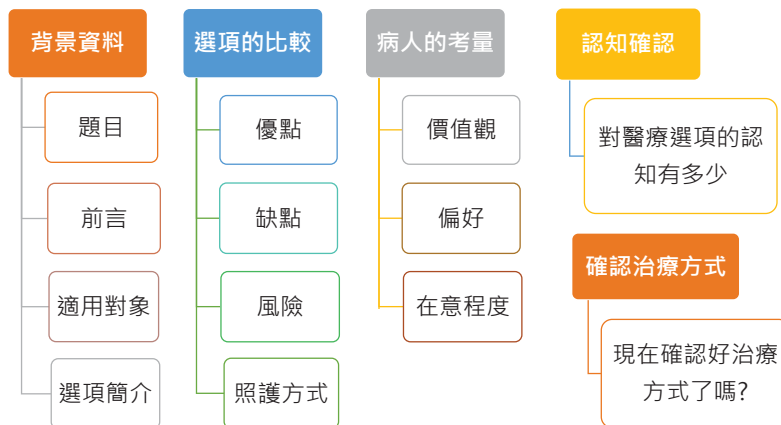 背景資料
題目
前言
適用對象
選項簡介
選項的比較
優點
缺點
風險
照護方式
病人的考量
價值觀
偏好
在意程度
認知確認
對醫療選項的認
知有多少
確認治療方式
現在確認好治療
方式了嗎?